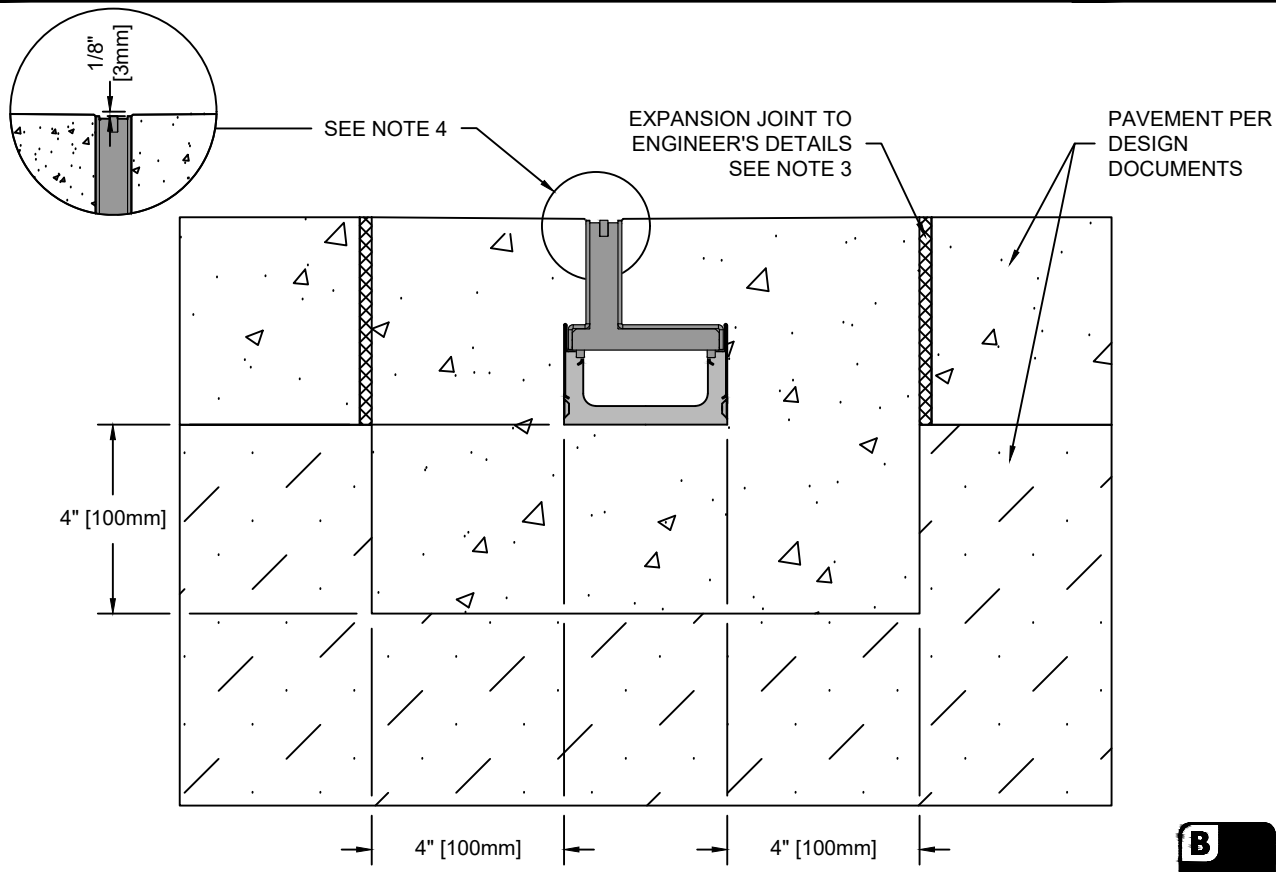 1/8"
[3mm]
SEE NOTE 4
EXPANSION JOINT TO
ENGINEER'S DETAILS
SEE NOTE 3
PAVEMENT PER
DESIGN
DOCUMENTS
4" [100mm]
4" [100mm]
4" [100mm]
B